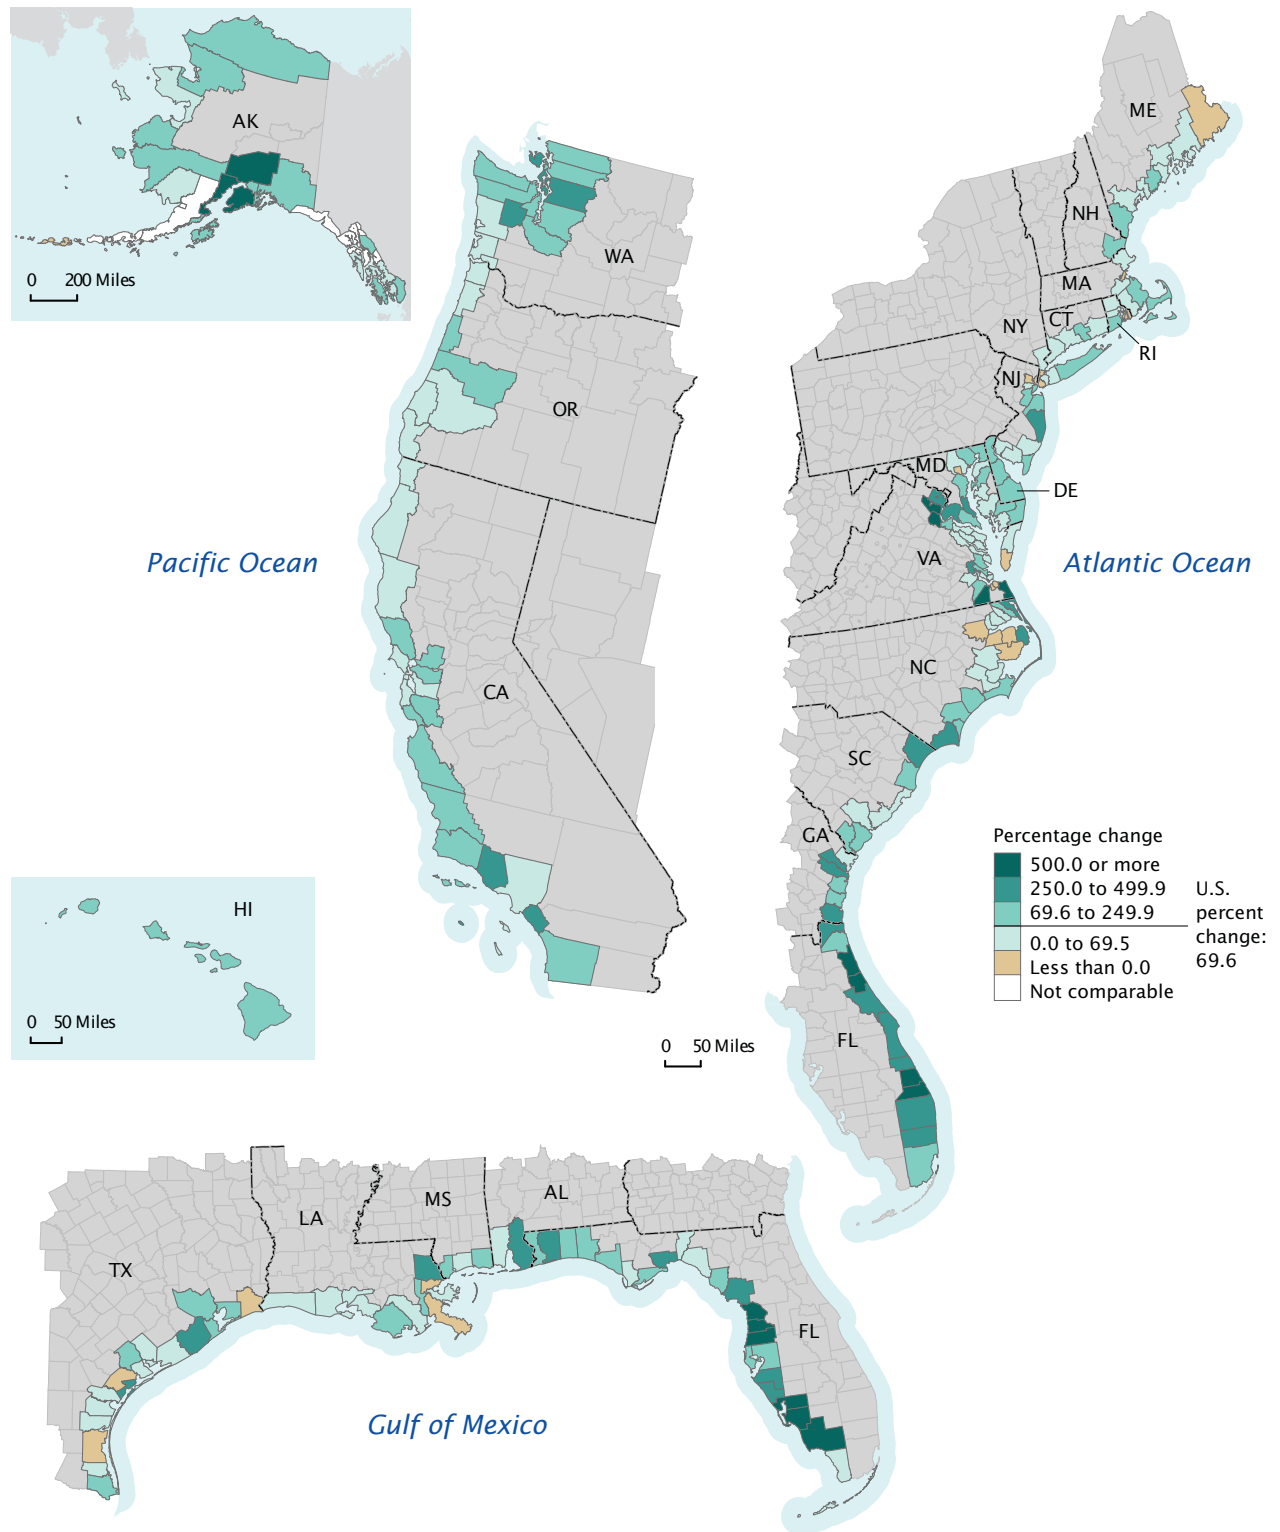 AK
0 200 Miles
WA
OR
CA
Pacific Ocean
HI
0 50 Miles
ME
NH
MA
NY
CT
RI
NJ
MD
DE
VA
Atlantic Ocean
NC
SC
GA
FL
Percentage change
500.0 or more
250.0 to 499.9
69.6 to 249.9
0.0 to 69.5
Less than 0.0
Not comparable
U.S.
percent
change:
69.6
0 50 Miles
TX
LA
MS
AL
FL
Gulf of Mexico